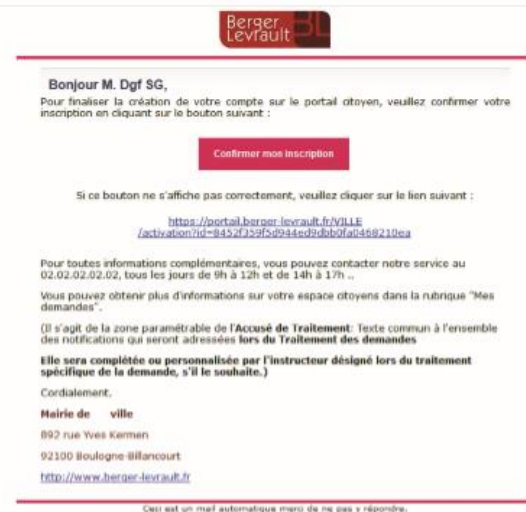 Berger
Levrault BL
Bonjour M. Dgf SG,
Pour finaliser la création de votre compte sur le portail citoyen, veuillez confirmer votre
inscription en cliquant sur le bouton suivant :
Confirmer mon inscription
Si ce bouton ne s'affiche pas correctement, veuillez cliquer sur le lien suivant :
https://portail.berger-levrault.fr/VILLE
/activation?id=8452f359f5d944ed9dbb0fa0468210ea
Pour toutes informations complémentaires, vous pouvez contacter notre service au
02.02.02.02.02, tous les jours de 9h à 12h et de 14h à 17h ..
Vous pouvez obtenir plus d'informations sur votre espace citoyens dans la rubrique "Mes
demandes".
(Il s'agit de la zone paramétrable de l'Accusé de Traitement: Texte commun à l'ensemble
des notifications qui seront adressées lors du Traitement des demandes
Elle sera complétée ou personnalisée par l'instructeur désigné lors du traitement
spécifique de la demande, s'il le souhaite.)
Cordialement.
Mairie de ville
892 rue Yves Kermen
92100 Boulogne-Billancourt
http://www.berger-levrault.fr
Ceci est un mail automatique merci de ne pas y répondre.